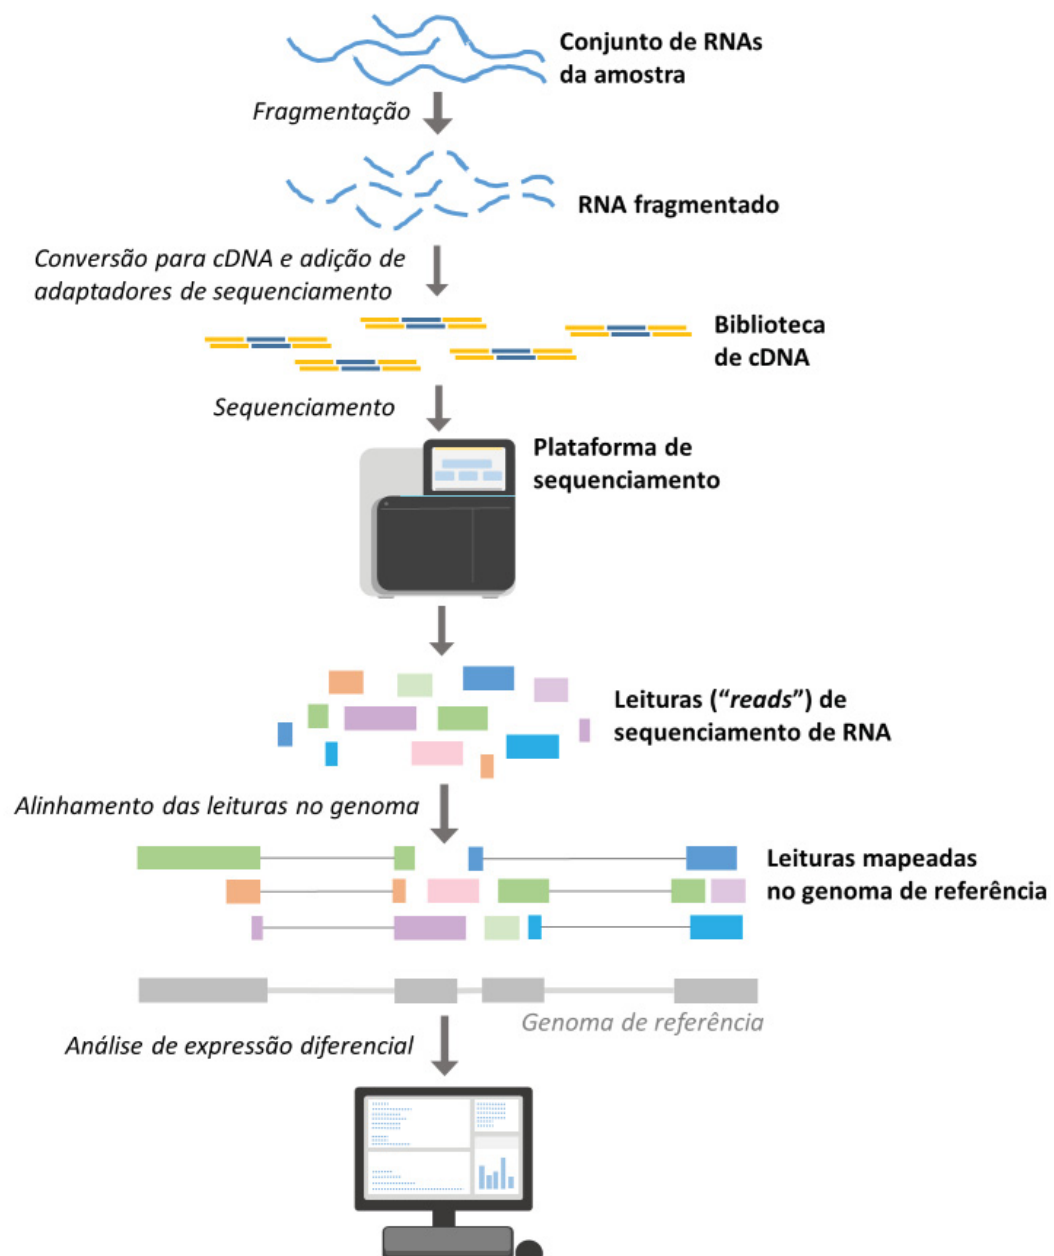 Conjunto de RNAs
da amostra
Fragmentação
RNA fragmentado
Conversão para cDNA e adição de
adaptadores de sequenciamento
Biblioteca
de cDNA
Sequenciamento
Plataforma de
sequenciamento
Leituras (“reads”) de
sequenciamento de RNA
Alinhamento das leituras no genoma
Leituras mapeadas
no genoma de referência
Genoma de referência
Análise de expressão diferencial